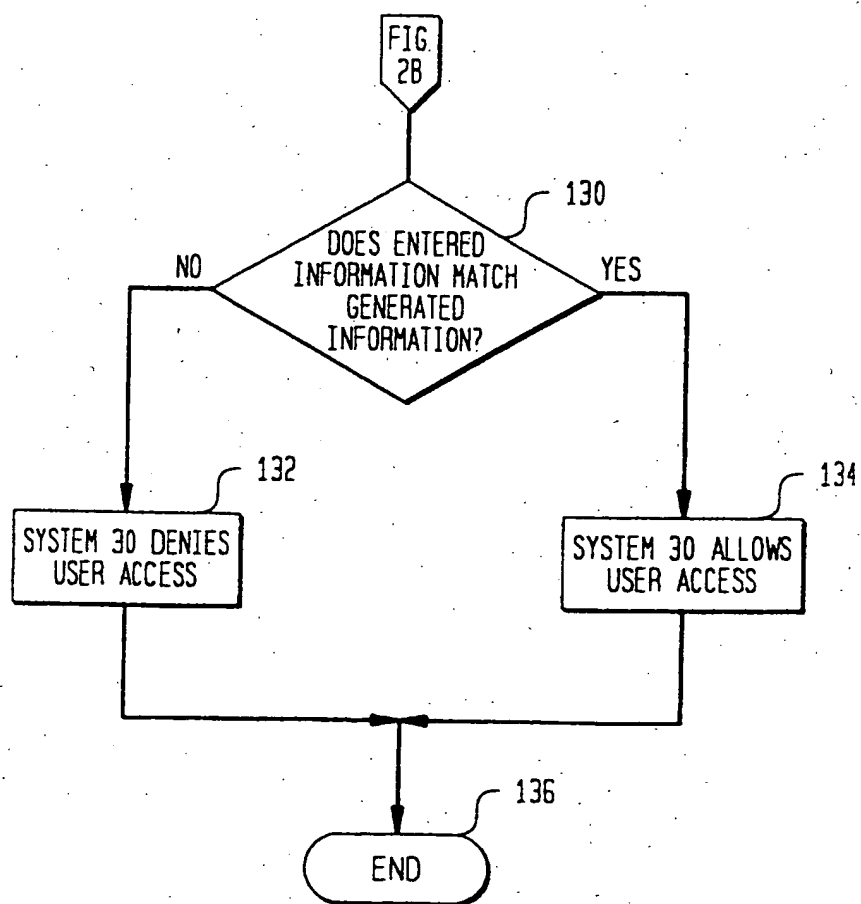 FIG.
2B
130
DOES ENTERED
INFORMATION MATCH
GENERATED
INFORMATION?
NO
YES
132
134
SYSTEM 30 DENIES
USER ACCESS
SYSTEM 30 ALLOWS
USER ACCESS
136
END